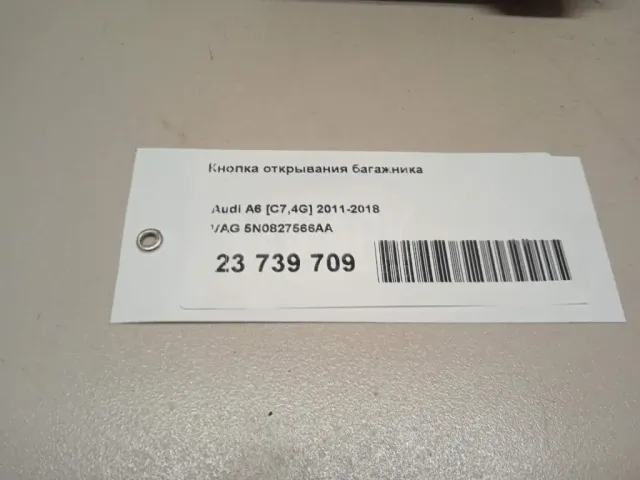 Кнопка открывания багажника
Audi A6 [C7,4G] 2011-2018
VAG 5N0827566AA
23 739 709